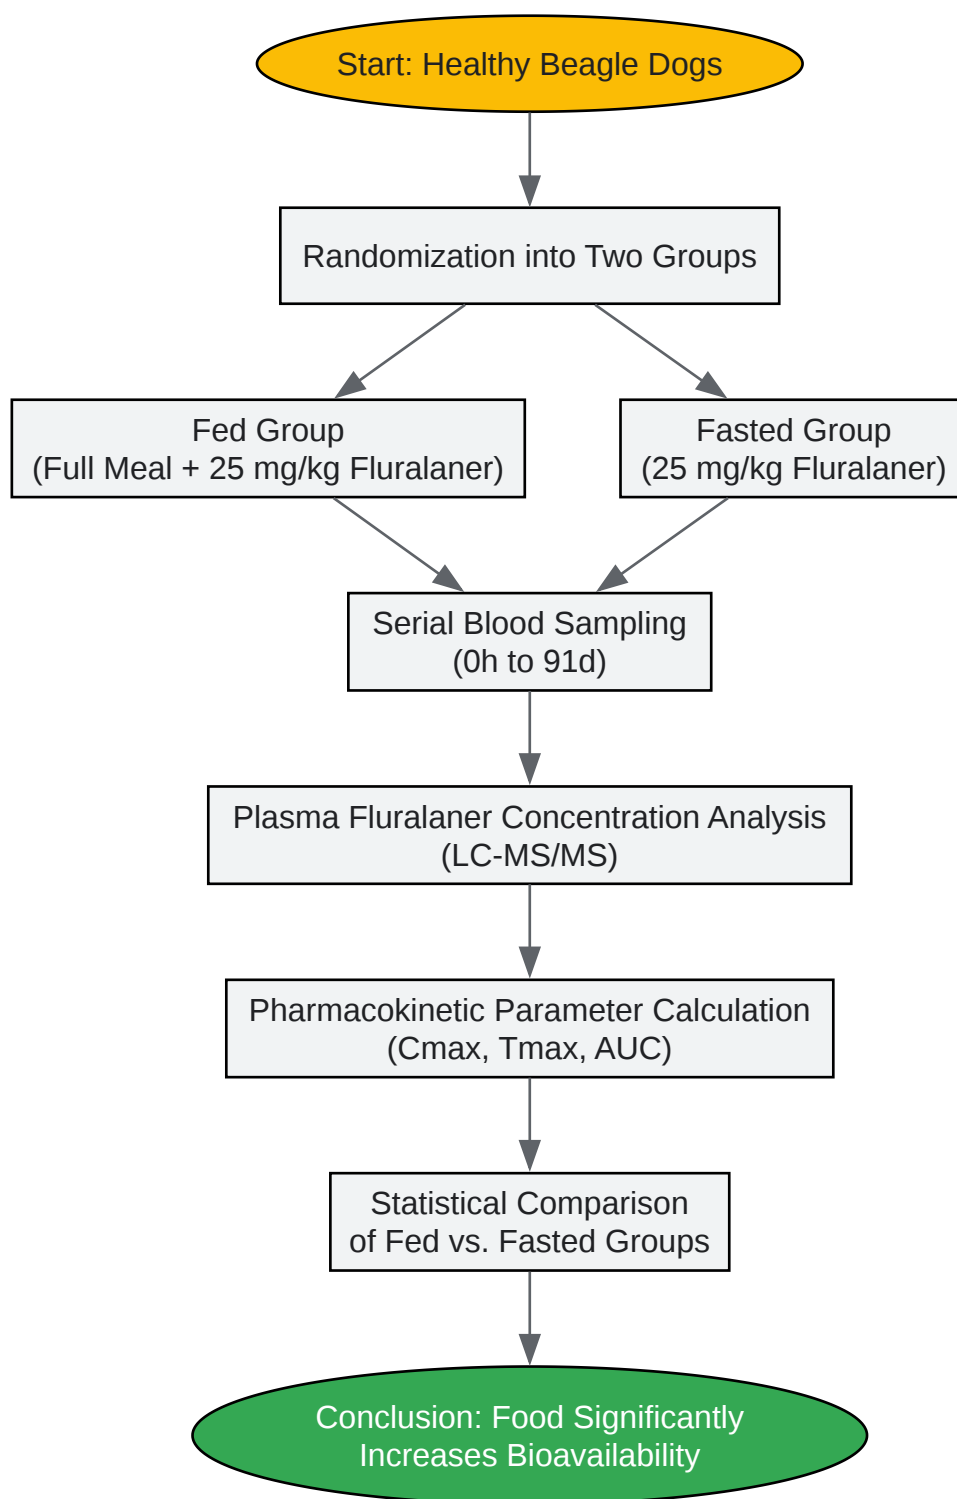 Start: Healthy Beagle Dogs
Randomization into Two Groups
Fed Group
(Full Meal + 25 mg/kg Fluralaner)
Fasted Group
(25 mg/kg Fluralaner)
Serial Blood Sampling
(0h to 91d)
Plasma Fluralaner Concentration Analysis
(LC-MS/MS)
Pharmacokinetic Parameter Calculation
(Cmax, Tmax, AUC)
Statistical Comparison
of Fed vs. Fasted Groups
Conclusion: Food Significantly
Increases Bioavailability